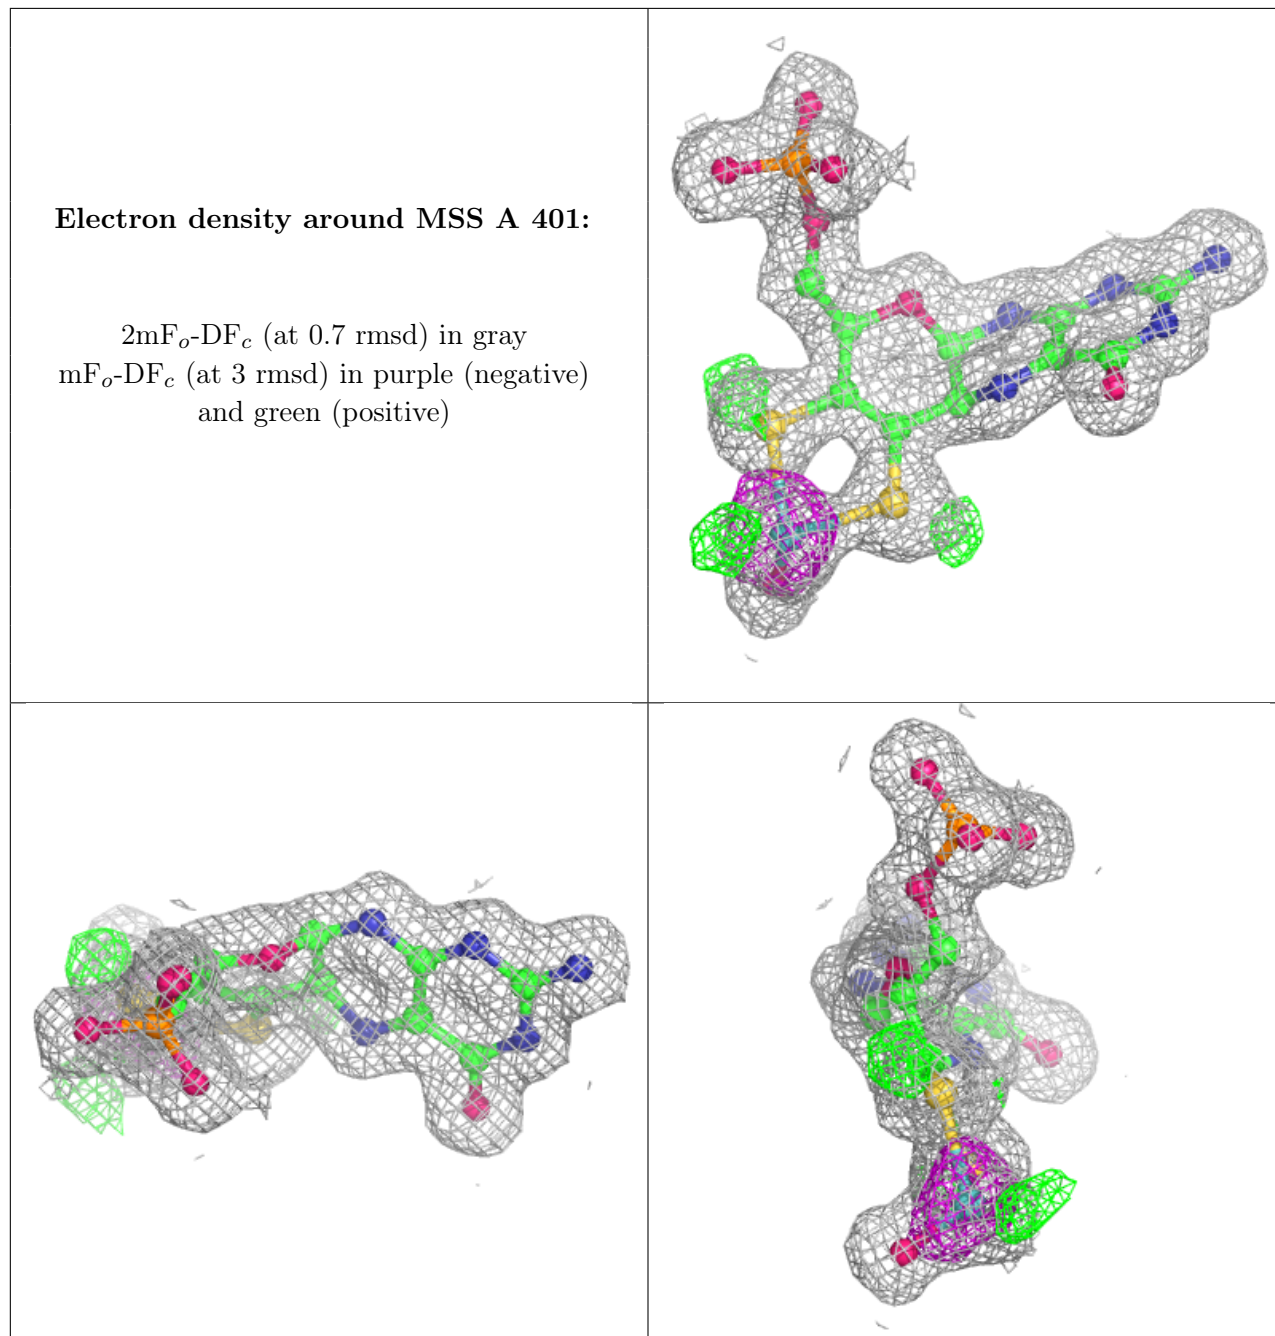 Electron density around MSS A 401:
2mFₒ-DF𝒸 (at 0.7 rmsd) in gray
mFₒ-DF𝒸 (at 3 rmsd) in purple (negative)
and green (positive)